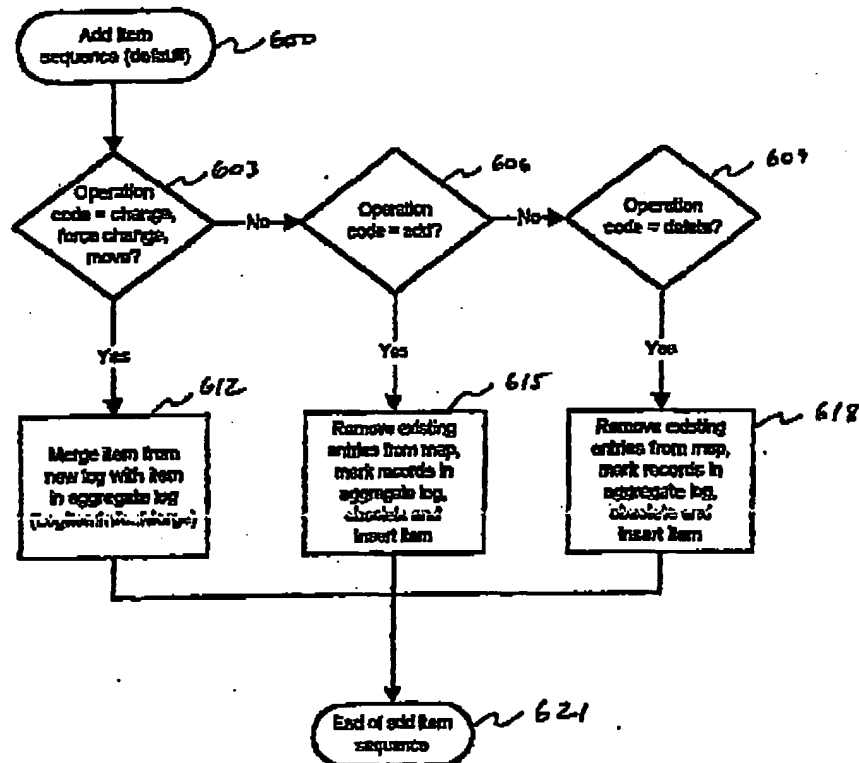 Add item
sequence (default)
600
Operation
code = change,
force change,
move?
603
No
Operation
code = add?
606
No
Operation
code = delete?
609
Yes
Yes
Yes
612
615
618
Merge item from
new log with item
in aggregate log
Remove existing
entries from map,
mark records in
aggregate log,
obsolete and
insert item
Remove existing
entries from map,
mark records in
aggregate log,
obsolete and
insert item
End of add item
sequence
621